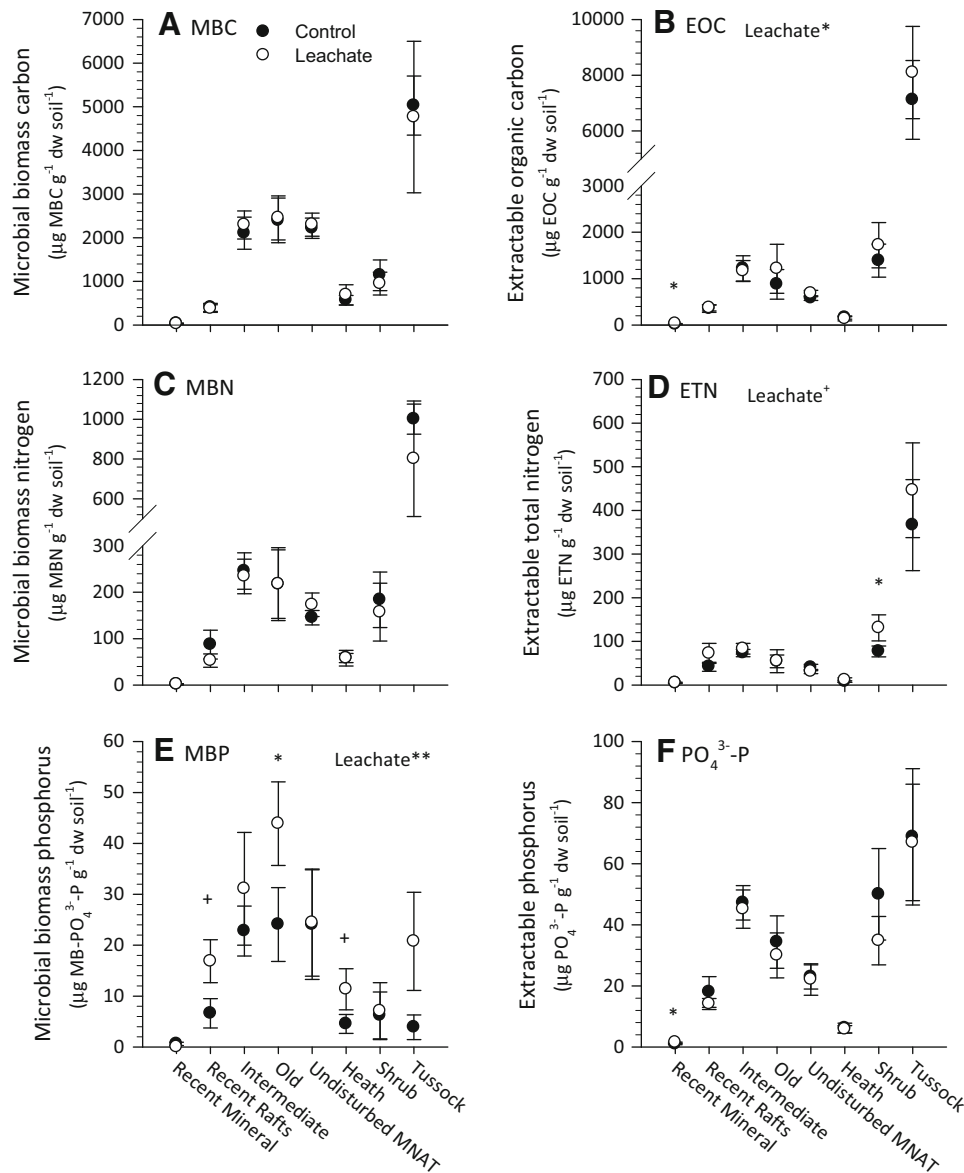 A MBC
Control
Leachate
Microbial biomass carbon
(µg MBC g⁻¹ dw soil⁻¹)
7000
6000
5000
4000
3000
2000
1000
0
B EOC
Leachate*
Extractable organic carbon
(µg EOC g⁻¹ dw soil⁻¹)
10000
8000
6000
3000
2000
1000
0
*
C MBN
Microbial biomass nitrogen
(µg MBN g⁻¹ dw soil⁻¹)
1200
1000
800
600
300
200
100
0
D ETN
Leachate⁺
Extractable total nitrogen
(µg ETN g⁻¹ dw soil⁻¹)
700
600
500
400
300
200
100
0
*
E MBP
Leachate**
Microbial biomass phosphorus
(µg MB-PO₄³⁻-P g⁻¹ dw soil⁻¹)
60
50
40
30
20
10
0
+
*
+
Recent Mineral
Recent Rafts
Intermediate
Old
Undisturbed MNAT
Heath
Shrub
Tussock
F PO₄³⁻-P
Extractable phosphorus
(µg PO₄³⁻-P g⁻¹ dw soil⁻¹)
100
80
60
40
20
0
*
Recent Mineral
Recent Rafts
Intermediate
Old
Undisturbed MNAT
Heath
Shrub
Tussock